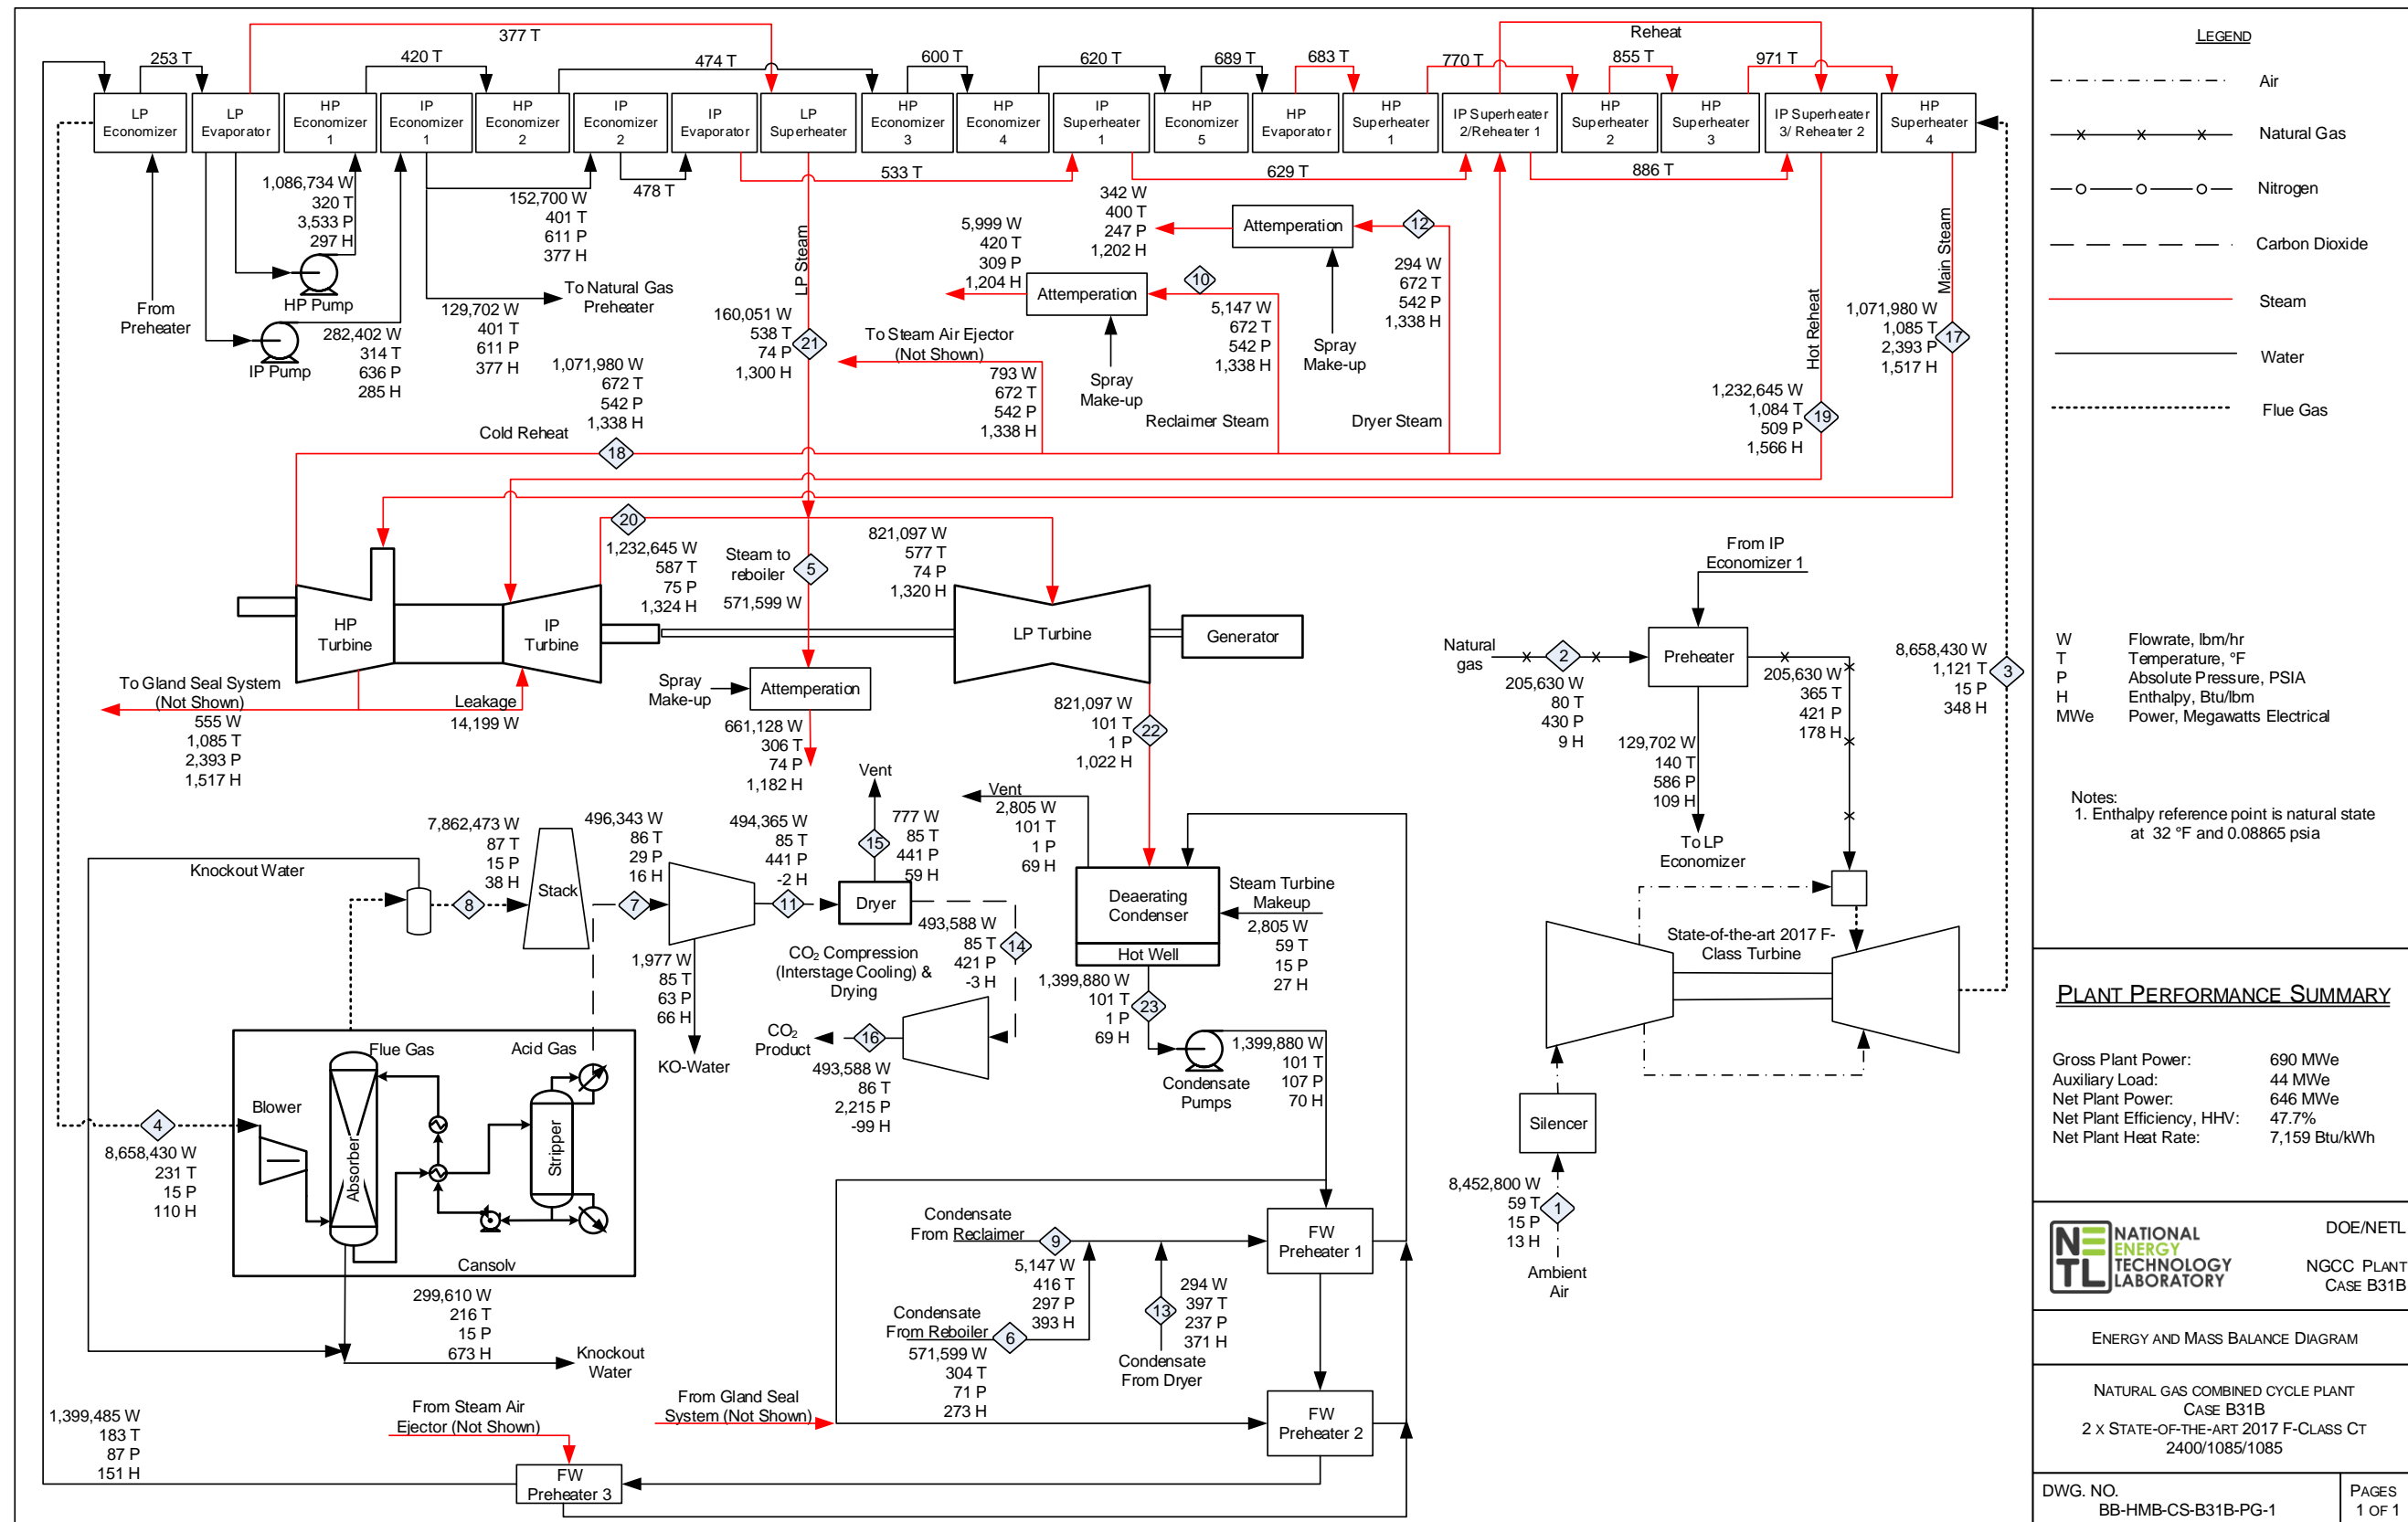 377 T
Reheat
253 T
420 T
474 T
600 T
620 T
689 T
683 T
770 T
855 T
971 T
LP
Economizer
LP
Evaporator
HP
Economizer
1
IP
Economizer
1
HP
Economizer
2
IP
Economizer
2
IP
Evaporator
LP
Superheater
HP
Economizer
3
HP
Economizer
4
IP
Superheater
1
HP
Economizer
5
HP
Evaporator
HP
Superheater
1
IP Superheater
2/Reheater 1
HP
Superheater
2
HP
Superheater
3
IP Superheater
3/ Reheater 2
HP
Superheater
4
478 T
533 T
629 T
886 T
1,086,734 W
320 T
3,533 P
297 H
HP Pump
From
Preheater
IP Pump
282,402 W
314 T
636 P
285 H
152,700 W
401 T
611 P
377 H
To Natural Gas
Preheater
129,702 W
401 T
611 P
377 H
LP Steam
160,051 W
538 T
74 P
1,300 H
21
5,999 W
420 T
309 P
1,204 H
342 W
400 T
247 P
1,202 H
Attemperation
12
294 W
672 T
542 P
1,338 H
Spray
Make-up
Attemperation
10
5,147 W
672 T
542 P
1,338 H
Spray
Make-up
Reclaimer Steam
Dryer Steam
To Steam Air Ejector
(Not Shown)
793 W
672 T
542 P
1,338 H
1,071,980 W
672 T
542 P
1,338 H
Cold Reheat
18
Hot Reheat
1,232,645 W
1,084 T
509 P
1,566 H
19
Main Steam
1,071,980 W
1,085 T
2,393 P
1,517 H
17
20
1,232,645 W
587 T
75 P
1,324 H
Steam to
reboiler
5
571,599 W
821,097 W
577 T
74 P
1,320 H
HP
Turbine
IP
Turbine
LP Turbine
Generator
To Gland Seal System
(Not Shown)
555 W
1,085 T
2,393 P
1,517 H
Leakage
14,199 W
Spray
Make-up
Attemperation
661,128 W
306 T
74 P
1,182 H
821,097 W
101 T
1 P
1,022 H
22
From IP
Economizer 1
Natural
gas
2
205,630 W
80 T
430 P
9 H
Preheater
205,630 W
365 T
421 P
178 H
129,702 W
140 T
586 P
109 H
To LP
Economizer
8,658,430 W
1,121 T
15 P
348 H
3
State-of-the-art 2017 F-
Class Turbine
Silencer
8,452,800 W
59 T
15 P
13 H
1
Ambient
Air
Knockout Water
7,862,473 W
87 T
15 P
38 H
8
Stack
496,343 W
86 T
29 P
16 H
7
494,365 W
85 T
441 P
-2 H
11
Vent
15
777 W
85 T
441 P
59 H
Dryer
493,588 W
85 T
421 P
-3 H
14
1,977 W
85 T
63 P
66 H
KO-Water
CO₂ Compression
(Interstage Cooling) &
Drying
CO₂
Product
16
493,588 W
86 T
2,215 P
-99 H
Vent
2,805 W
101 T
1 P
69 H
Deaerating
Condenser
Hot Well
Steam Turbine
Makeup
2,805 W
59 T
15 P
27 H
1,399,880 W
101 T
1 P
69 H
23
Condensate
Pumps
1,399,880 W
101 T
107 P
70 H
4
8,658,430 W
231 T
15 P
110 H
Blower
Flue Gas
Acid Gas
Absorber
Stripper
Cansolv
299,610 W
216 T
15 P
673 H
Knockout
Water
Condensate
From Reclaimer
9
5,147 W
416 T
297 P
393 H
Condensate
From Reboiler
6
571,599 W
304 T
71 P
273 H
13
294 W
397 T
237 P
371 H
Condensate
From Dryer
FW
Preheater 1
FW
Preheater 2
From Gland Seal
System (Not Shown)
From Steam Air
Ejector (Not Shown)
FW
Preheater 3
1,399,485 W
183 T
87 P
151 H
LEGEND
Air
Natural Gas
Nitrogen
Carbon Dioxide
Steam
Water
Flue Gas
W Flowrate, lbm/hr
T Temperature, °F
P Absolute Pressure, PSIA
H Enthalpy, Btu/lbm
MWe Power, Megawatts Electrical
Notes:
1. Enthalpy reference point is natural state
at 32 °F and 0.08865 psia
PLANT PERFORMANCE SUMMARY
Gross Plant Power: 690 MWe
Auxiliary Load: 44 MWe
Net Plant Power: 646 MWe
Net Plant Efficiency, HHV: 47.7%
Net Plant Heat Rate: 7,159 Btu/kWh
NETL
NATIONAL
ENERGY
TECHNOLOGY
LABORATORY
DOE/NETL
NGCC PLANT
CASE B31B
ENERGY AND MASS BALANCE DIAGRAM
NATURAL GAS COMBINED CYCLE PLANT
CASE B31B
2 X STATE-OF-THE-ART 2017 F-CLASS CT
2400/1085/1085
DWG. NO.
BB-HMB-CS-B31B-PG-1
PAGES
1 OF 1